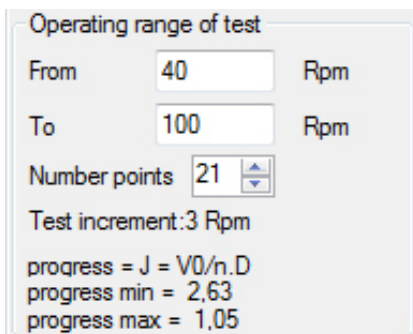 Operating range of test
From 40 Rpm
To 100 Rpm
Number points 21
Test increment:3 Rpm
progress = J = V0/n.D
progress min = 2,63
progress max = 1,05